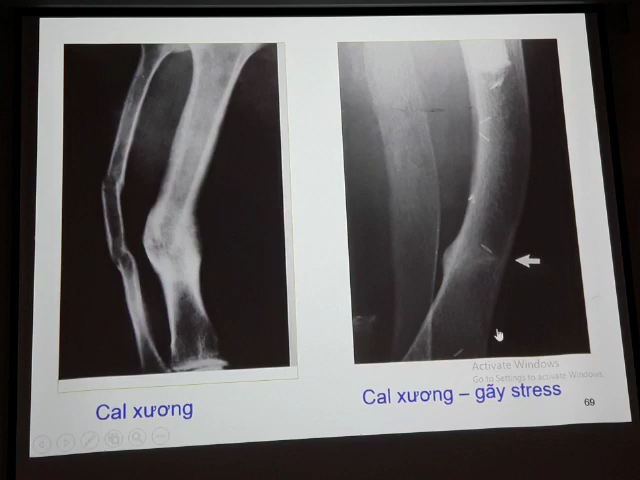 Activate Windows
Go to Settings to activate Windows.
Cal xương
Cal xương – gãy stress
69